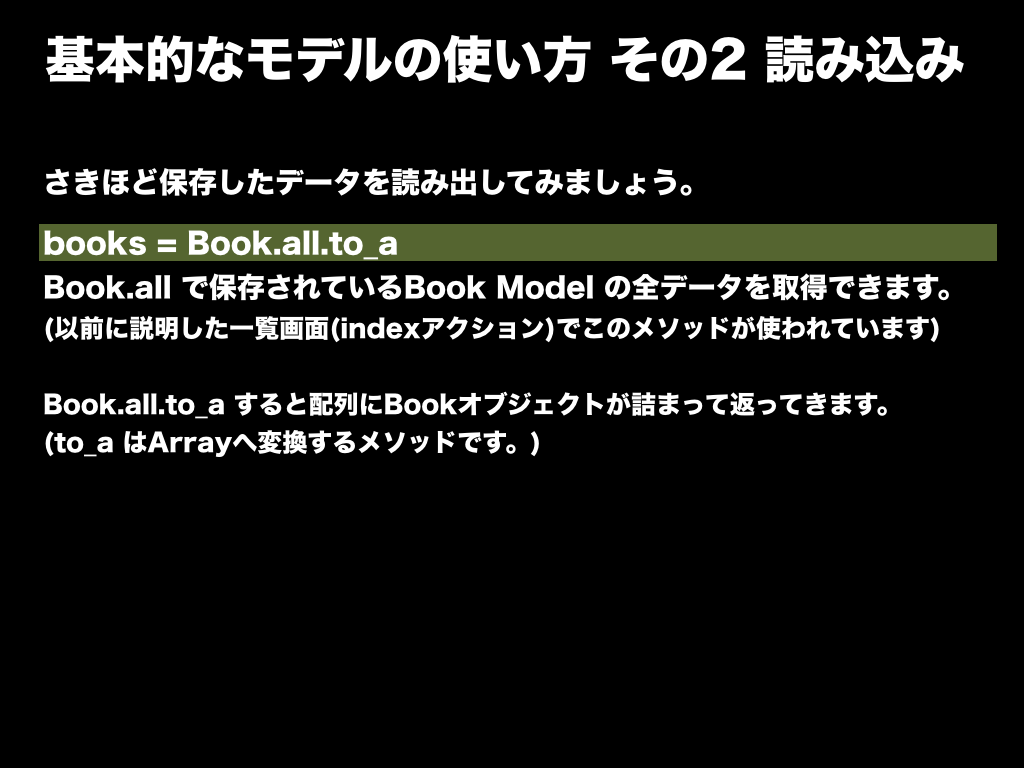 基本的なモデルの使い方 その2 読み込み
さきほど保存したデータを読み出してみましょう。
books = Book.all.to_a
Book.all で保存されているBook Model の全データを取得できます。
(以前に説明した一覧画面(indexアクション)でこのメソッドが使われています)
Book.all.to_a すると配列にBookオブジェクトが詰まって返ってきます。
(to_a はArrayへ変換するメソッドです。)